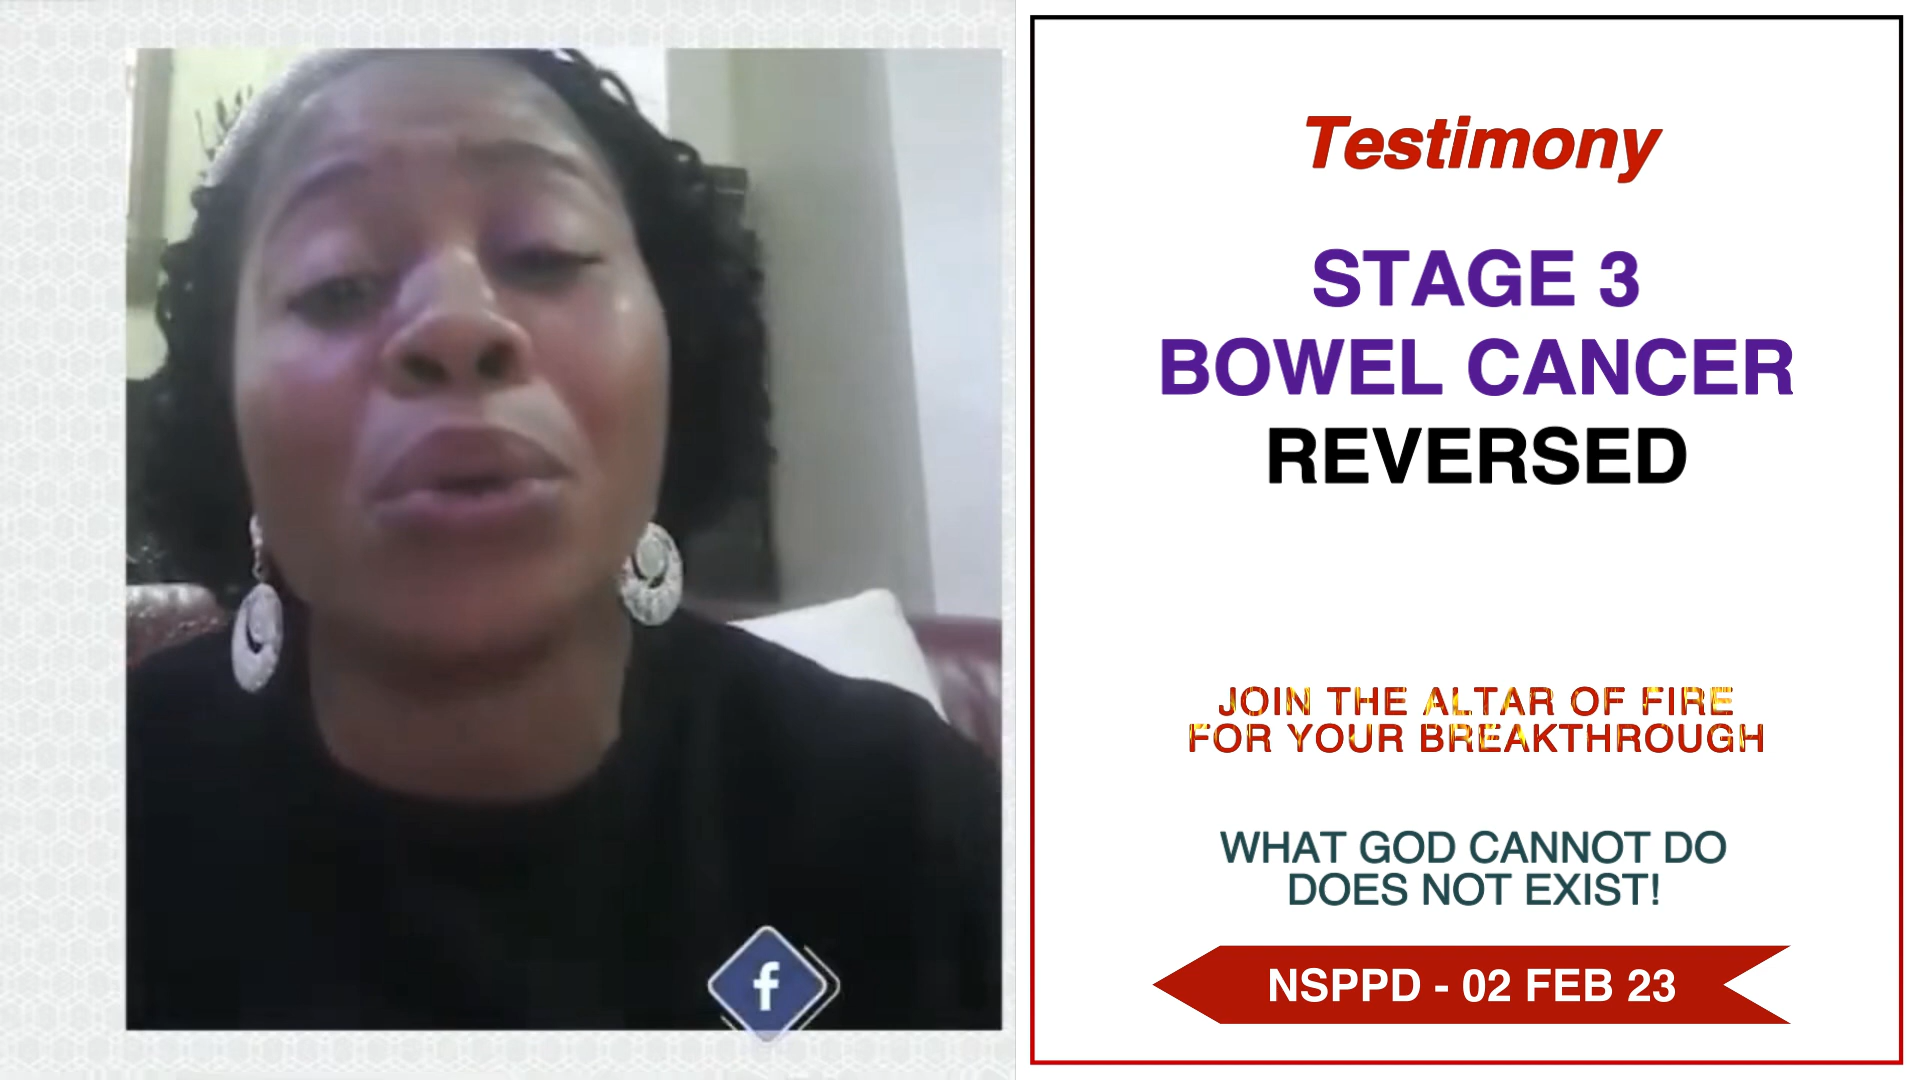 Testimony
STAGE 3
BOWEL CANCER
REVERSED
JOIN THE ALTAR OF FIRE
FOR YOUR BREAKTHROUGH
WHAT GOD CANNOT DO
DOES NOT EXIST!
NSPPD - 02 FEB 23
f